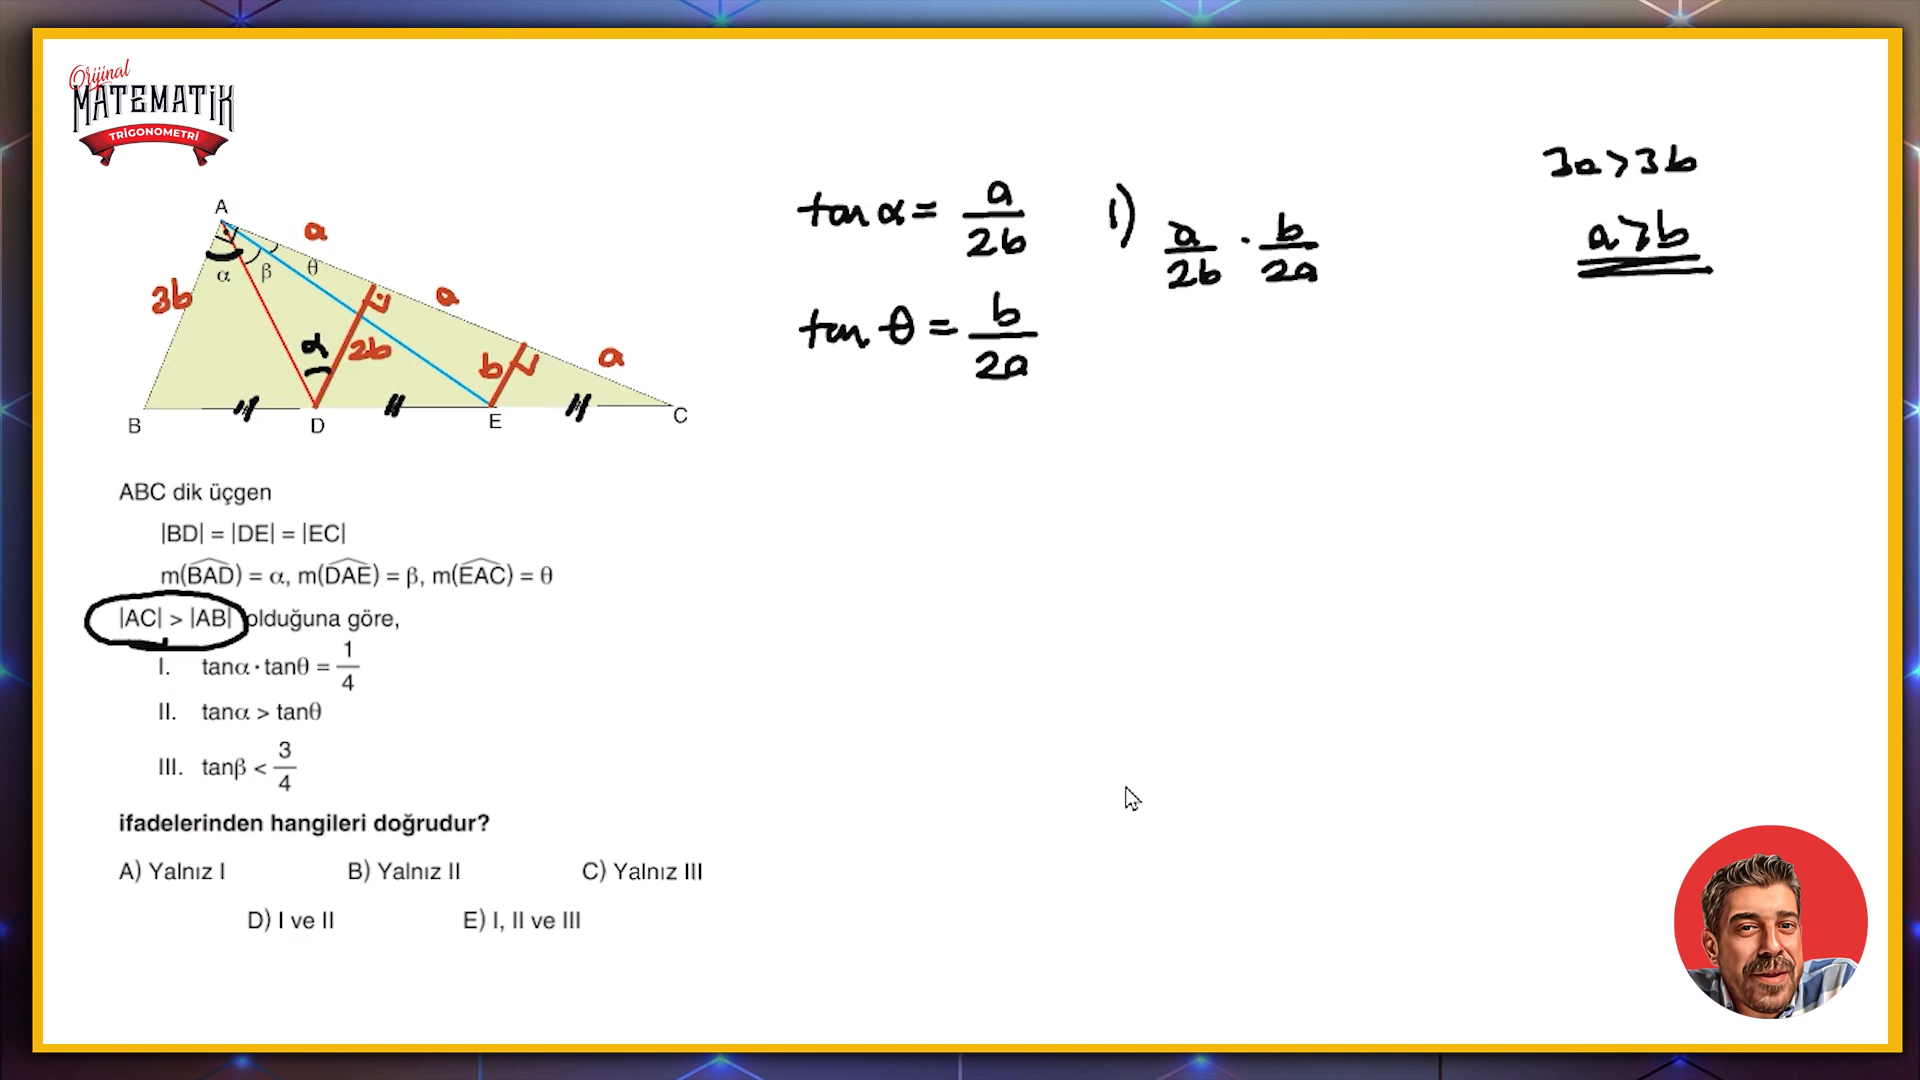 Orijinal
MATEMATİK
TRİGONOMETRİ
A
a
α
β
θ
3b
a
α
2b
b
a
B
D
E
C
ABC dik üçgen
|BD| = |DE| = |EC|
m(BAD) = α, m(DAE) = β, m(EAC) = θ
|AC| > |AB| olduğuna göre,
I. tanα · tanθ = 1/4
II. tanα > tanθ
III. tanβ < 3/4
ifadelerinden hangileri doğrudur?
A) Yalnız I B) Yalnız II C) Yalnız III
D) I ve II E) I, II ve III
tan α = a/2b
tan θ = b/2a
1) a/2b · b/2a
3a > 3b
a > b